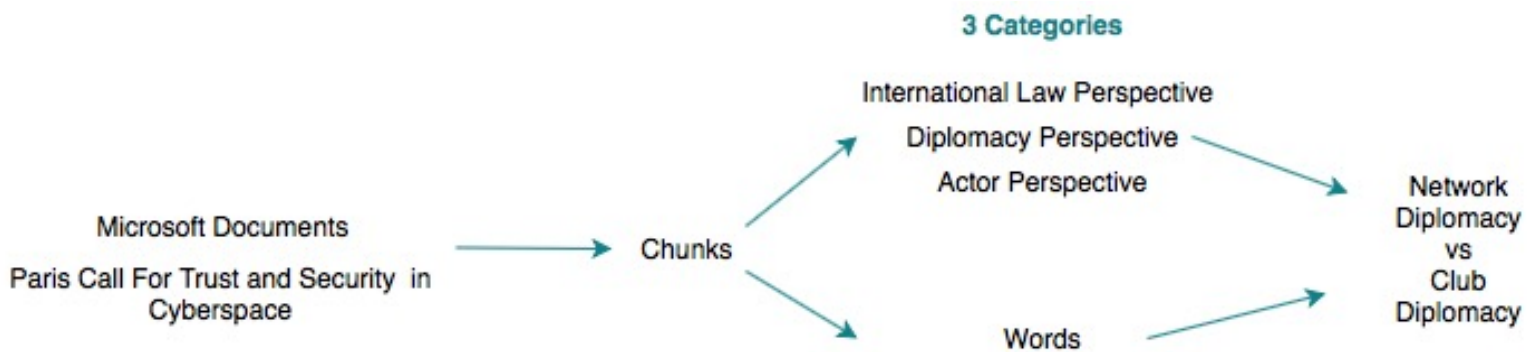 3 Categories
International Law Perspective
Diplomacy Perspective
Actor Perspective
Microsoft Documents
Paris Call For Trust and Security in
Cyberspace
Chunks
Words
Network
Diplomacy
vs
Club
Diplomacy